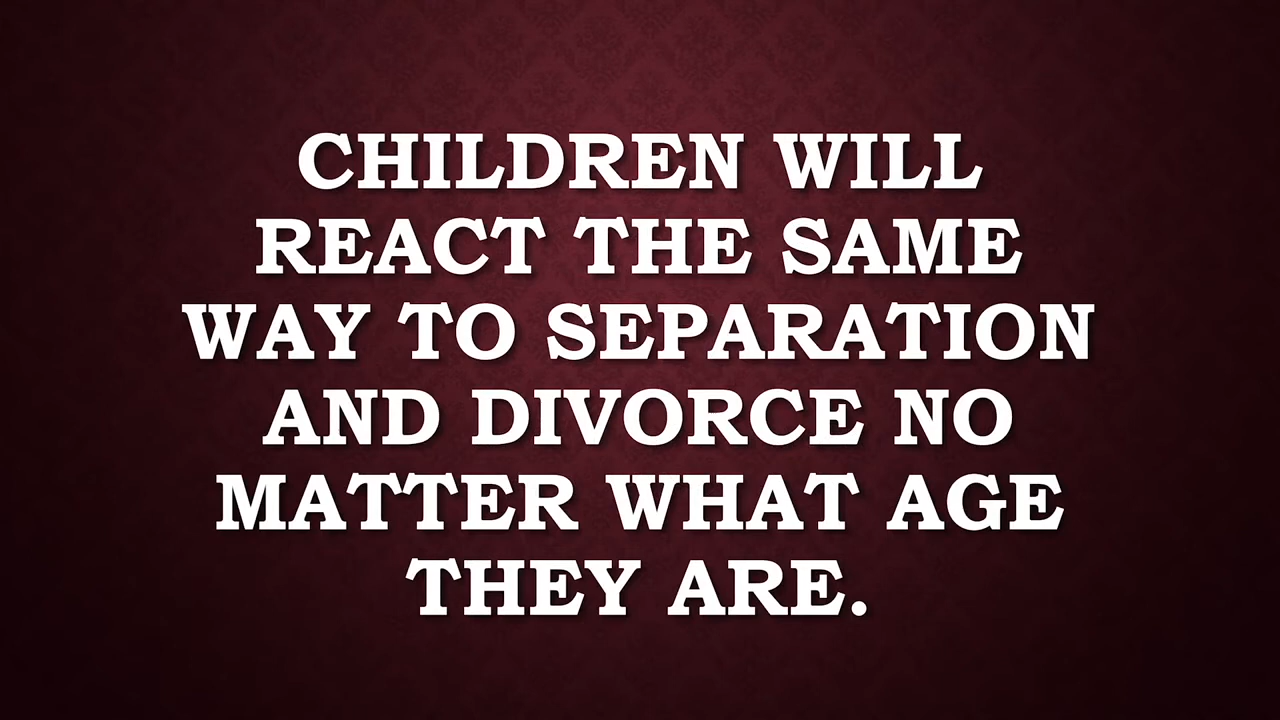 CHILDREN WILL
REACT THE SAME
WAY TO SEPARATION
AND DIVORCE NO
MATTER WHAT AGE
THEY ARE.